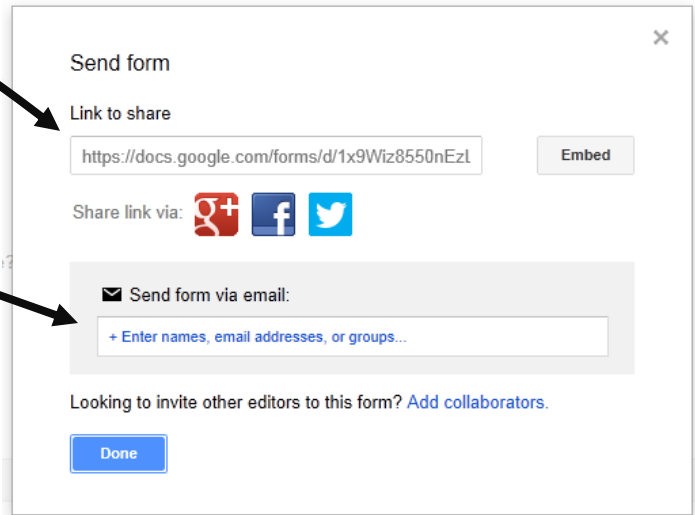 ×
Send form
Link to share
https://docs.google.com/forms/d/1x9Wiz8550nEzL
Embed
Share link via: g+ f
Send form via email:
+ Enter names, email addresses, or groups...
Looking to invite other editors to this form? Add collaborators.
Done